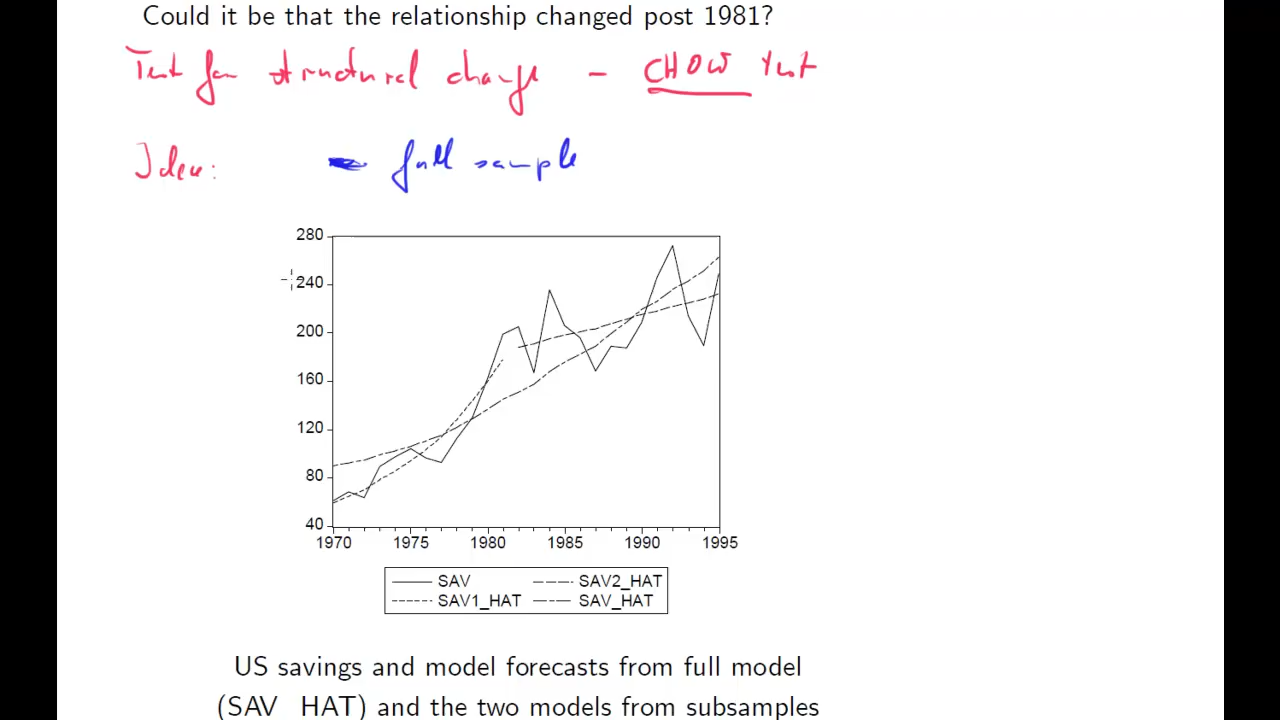 Could it be that the relationship changed post 1981?
Test for structural change - CHOW test
Idea: - full sample
280
240
200
160
120
80
40
1970 1975 1980 1985 1990 1995
SAV SAV2_HAT
SAV1_HAT SAV_HAT
US savings and model forecasts from full model
(SAV HAT) and the two models from subsamples